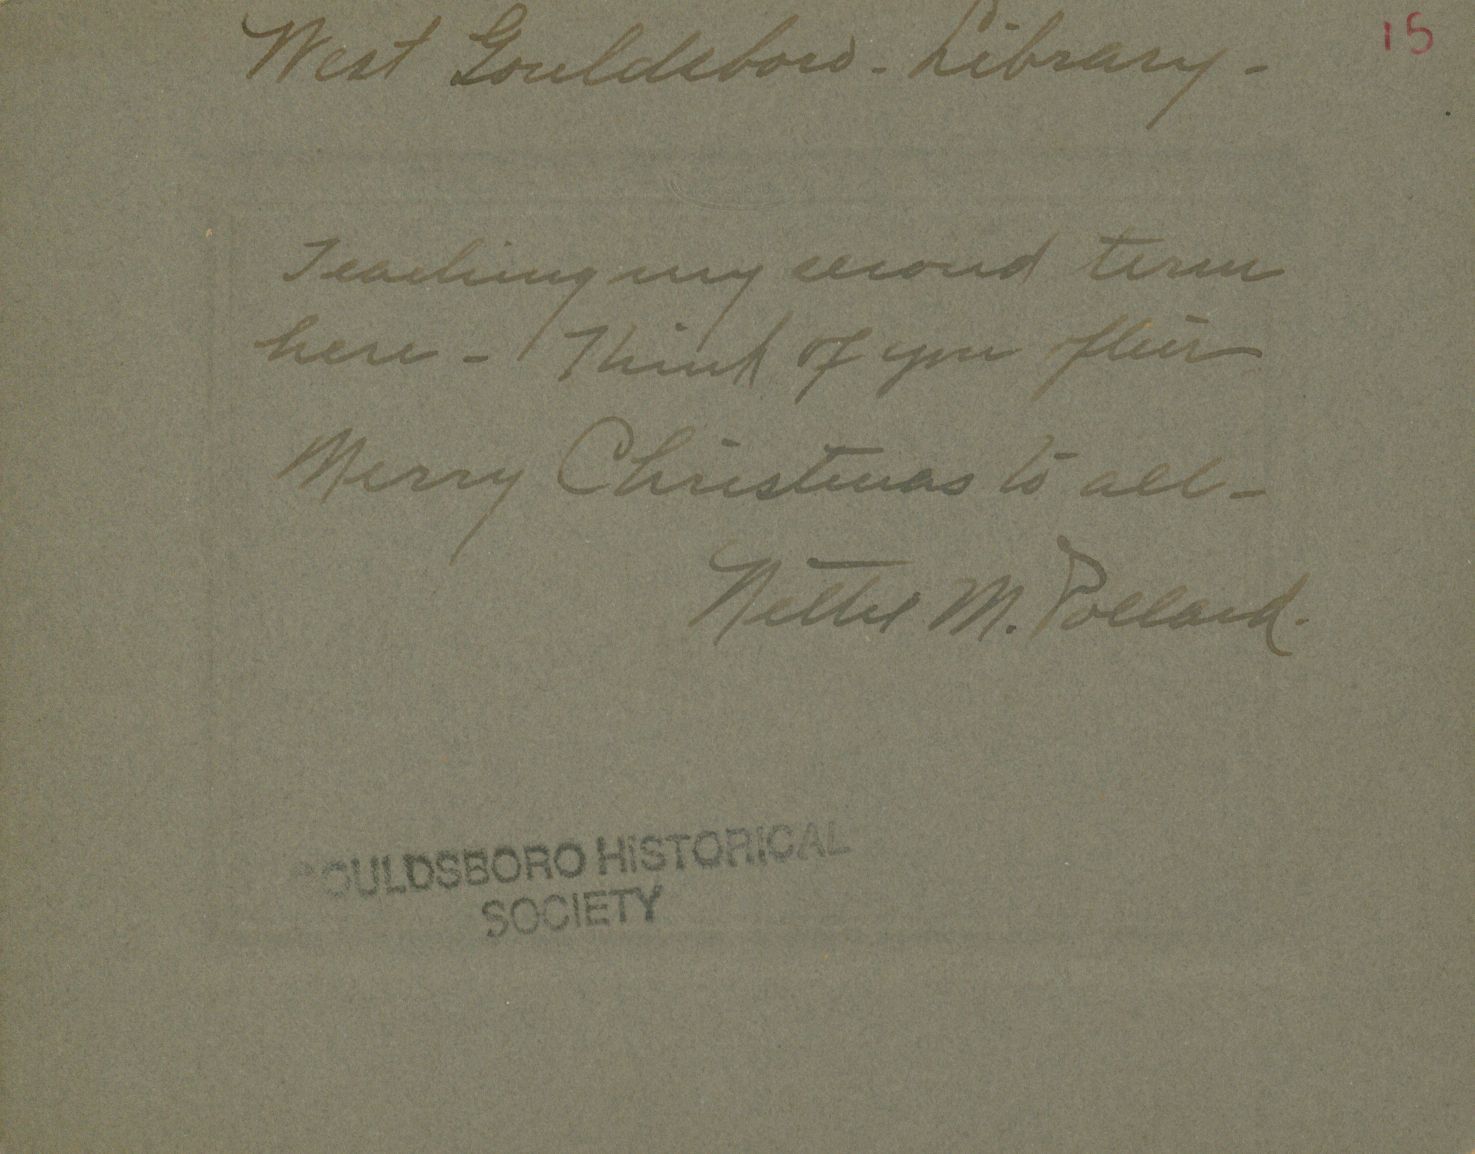 West Gouldsboro - Library -
15
Teaching my second term
here - Think of you often
Merry Christmas to all -
Nettie M. Pollard.
GOULDSBORO HISTORICAL
SOCIETY